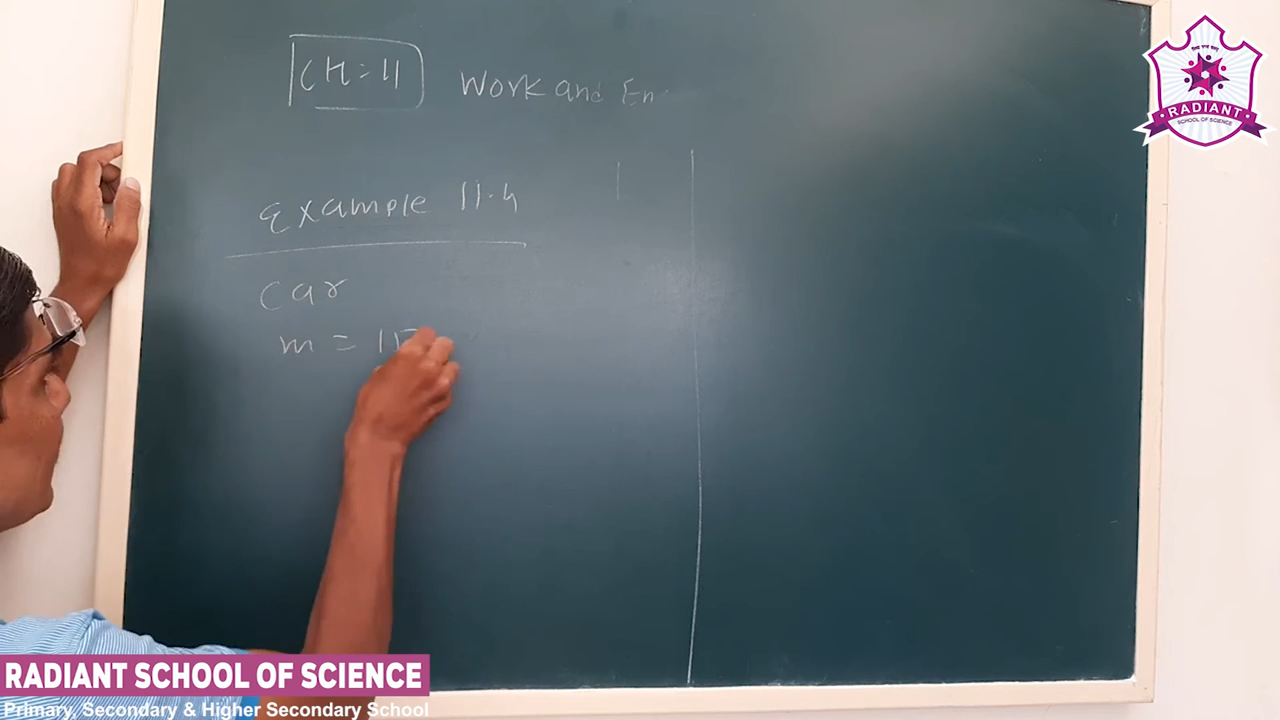 CH = 11 Work and En
Example 11.4
Car
m = 15
RADIANT
SCHOOL OF SCIENCE
RADIANT SCHOOL OF SCIENCE
Primary, Secondary & Higher Secondary School